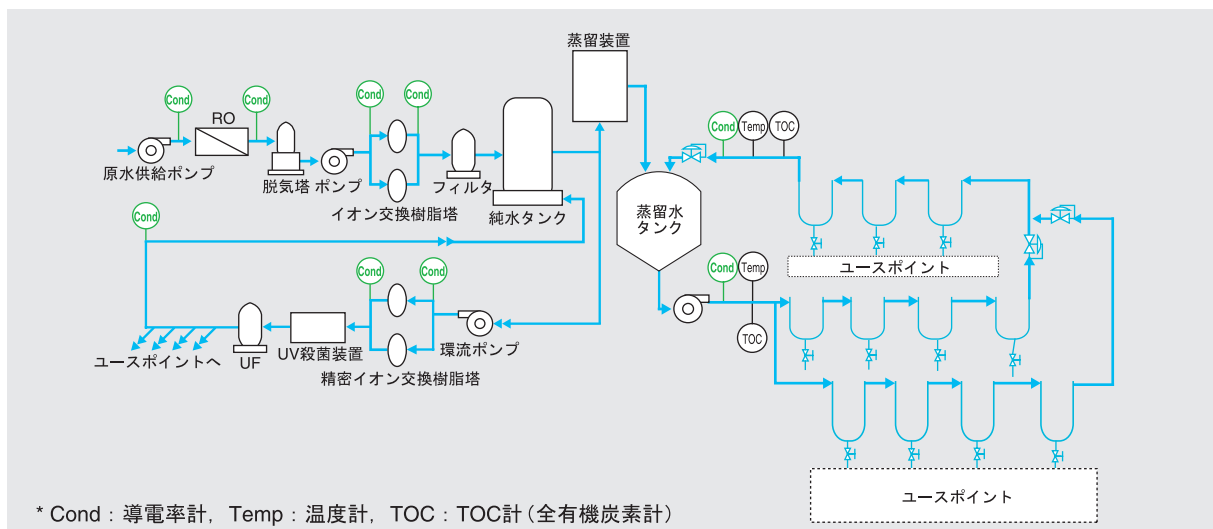 蒸留装置
Cond
Cond
Cond
Cond
RO
原水供給ポンプ
脱気塔
ポンプ
イオン交換樹脂塔
フィルタ
純水タンク
Cond
Temp
TOC
蒸留水
タンク
ユースポイント
Cond
Cond
Cond
Cond
Temp
TOC
ユースポイントへ
UF
UV殺菌装置
精密イオン交換樹脂塔
環流ポンプ
ユースポイント
* Cond：導電率計，Temp：温度計，TOC：TOC計（全有機炭素計）